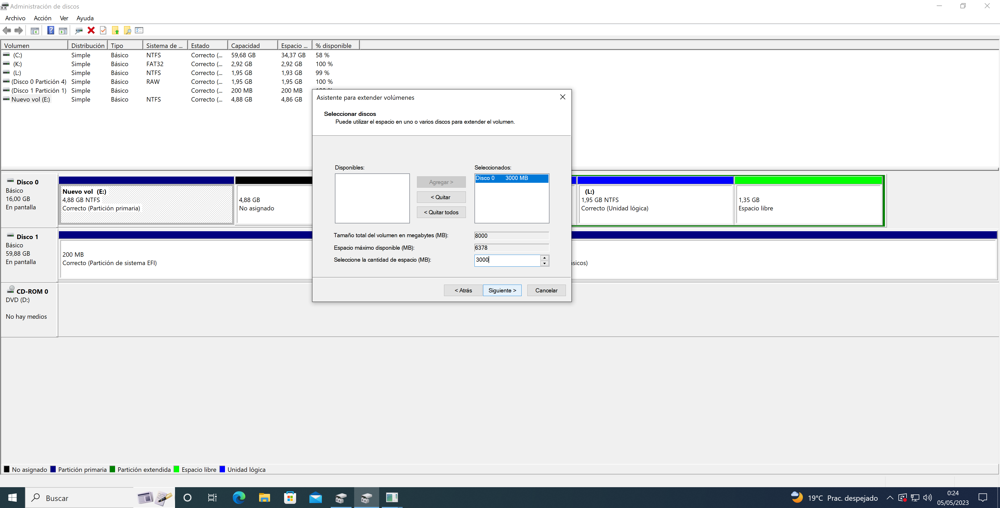 Administración de discos
Archivo Acción Ver Ayuda
Volumen Distribución Tipo Sistema de ... Estado Capacidad Espacio ... % disponible
(C:) Simple Básico NTFS Correcto (... 59,68 GB 34,37 GB 58 %
(K:) Simple Básico FAT32 Correcto (... 2,92 GB 2,92 GB 100 %
(L:) Simple Básico NTFS Correcto (... 1,95 GB 1,93 GB 99 %
(Disco 0 Partición 4) Simple Básico RAW Correcto (... 1,95 GB 1,95 GB 100 %
(Disco 1 Partición 1) Simple Básico Correcto (... 200 MB 200 MB
Nuevo vol (E:) Simple Básico NTFS Correcto (... 4,88 GB 4,86 GB
Asistente para extender volúmenes
Seleccionar discos
Puede utilizar el espacio en uno o varios discos para extender el volumen.
Disponibles:
Seleccionados:
Disco 0 3000 MB
Agregar >
< Quitar
< Quitar todos
Tamaño total del volumen en megabytes (MB): 8000
Espacio máximo disponible (MB): 6378
Seleccione la cantidad de espacio (MB): 3000
< Atrás Siguiente > Cancelar
Disco 0
Básico
16,00 GB
En pantalla
Nuevo vol (E:)
4,88 GB NTFS
Correcto (Partición primaria)
4,88 GB
No asignado
(L:)
1,95 GB NTFS
Correcto (Unidad lógica)
1,35 GB
Espacio libre
Disco 1
Básico
59,88 GB
En pantalla
200 MB
Correcto (Partición de sistema EFI)
sicos)
CD-ROM 0
DVD (D:)
No hay medios
No asignado Partición primaria Partición extendida Espacio libre Unidad lógica
Buscar
19°C Prac. despejado
0:24
05/05/2023